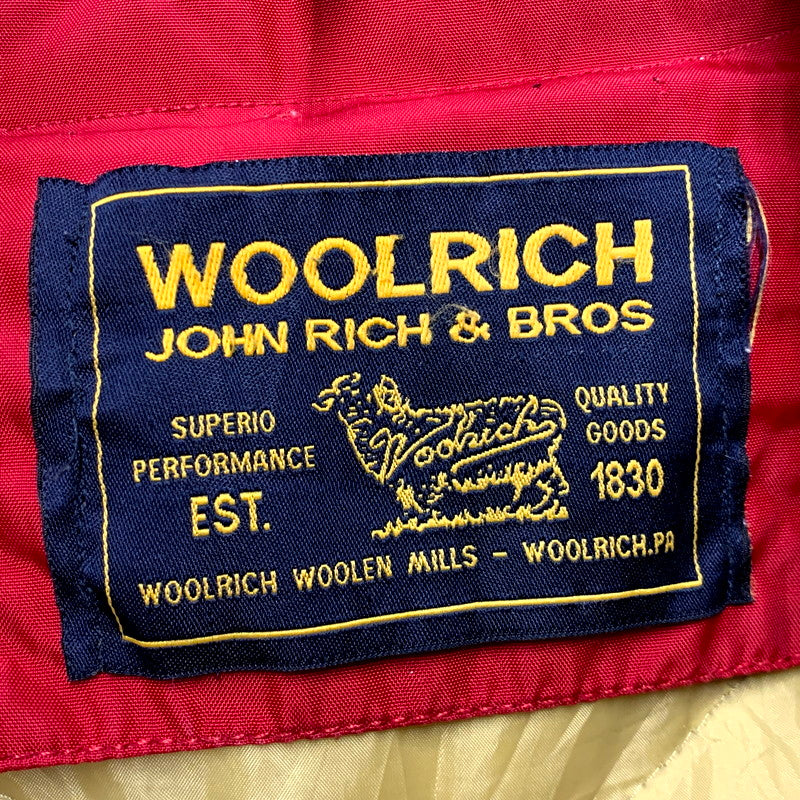 WOOLRICH
JOHN RICH & BROS
SUPERIO
PERFORMANCE
EST.
Woolrich
QUALITY
GOODS
1830
WOOLRICH WOOLEN MILLS - WOOLRICH.PA